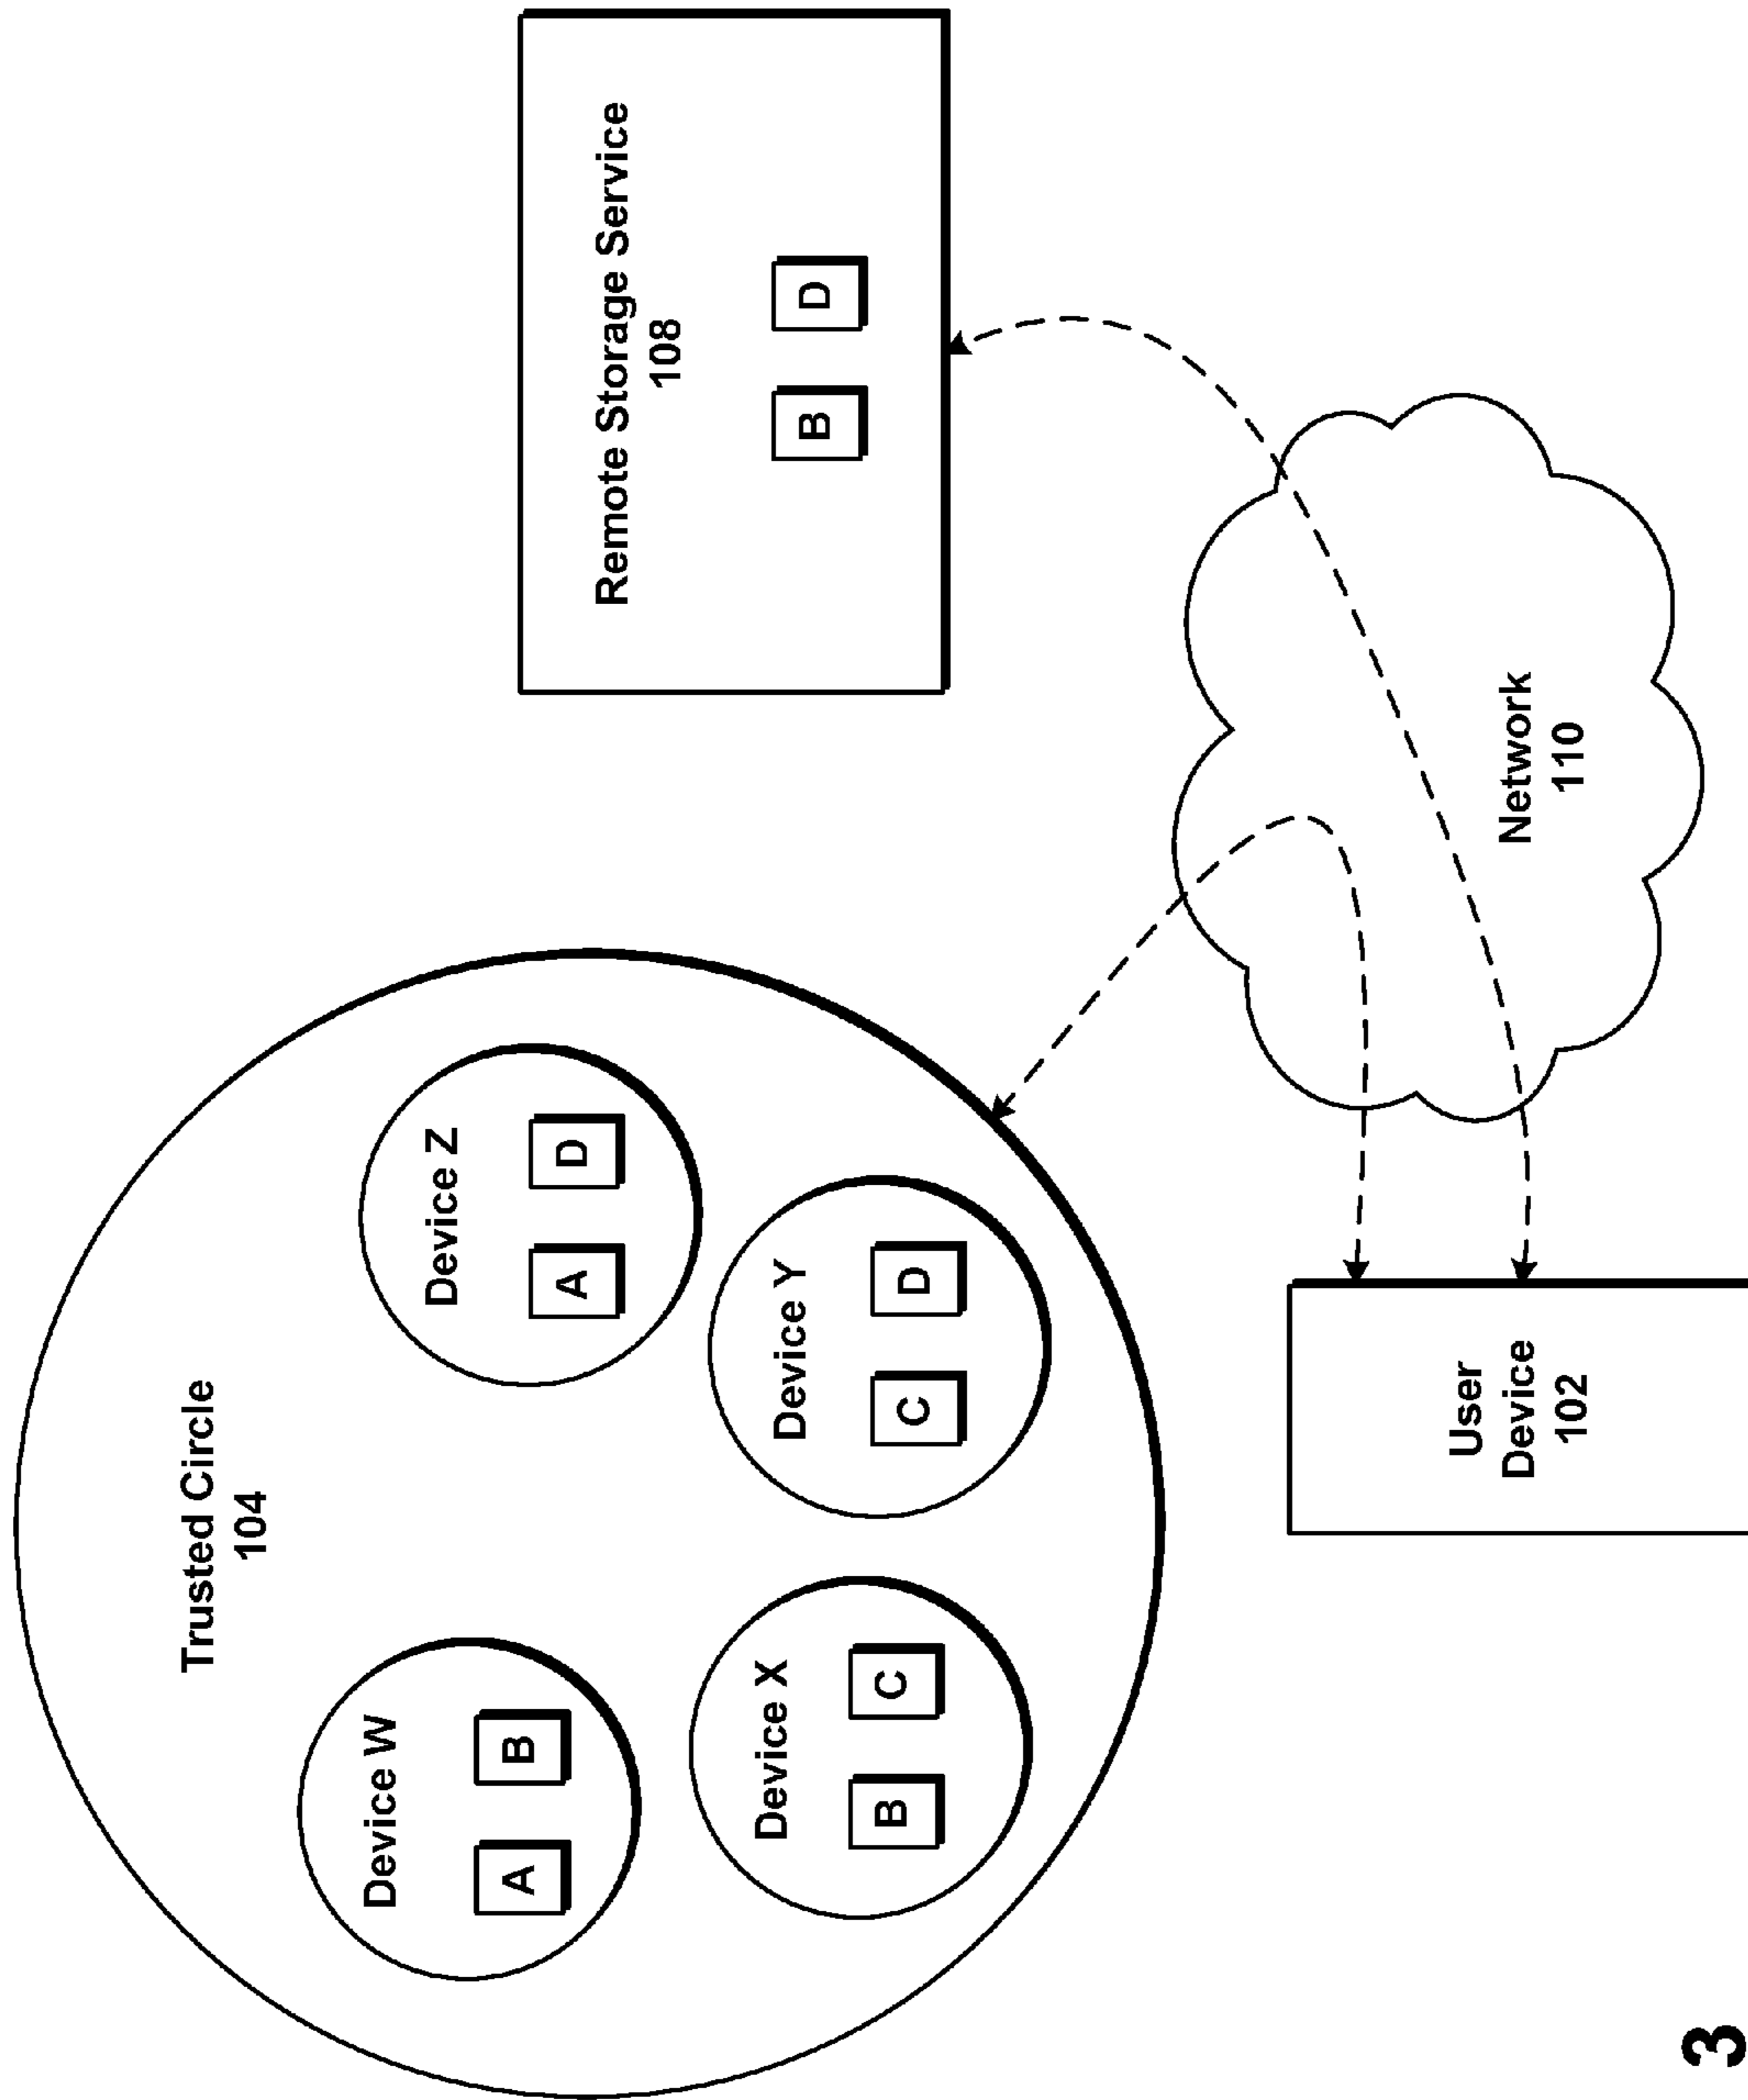 Trusted Circle
104
Device W
A B
Device Z
A D
Device X
B C
Device Y
C D
Remote Storage Service
108
B D
User
Device
102
Network
110
3